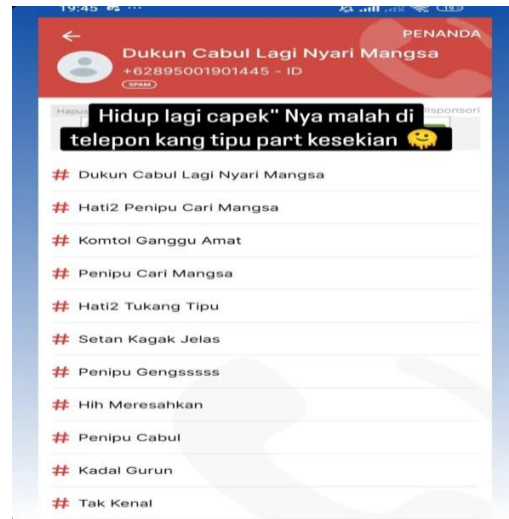 19:45
PENANDA
Dukun Cabul Lagi Nyari Mangsa
+62895001901445 - ID
SPAM
Hidup lagi capek" Nya malah di
telepon kang tipu part kesekian
# Dukun Cabul Lagi Nyari Mangsa
# Hati2 Penipu Cari Mangsa
# Komtol Ganggu Amat
# Penipu Cari Mangsa
# Hati2 Tukang Tipu
# Setan Kagak Jelas
# Penipu Gengsssss
# Hih Meresahkan
# Penipu Cabul
# Kadal Gurun
# Tak Kenal